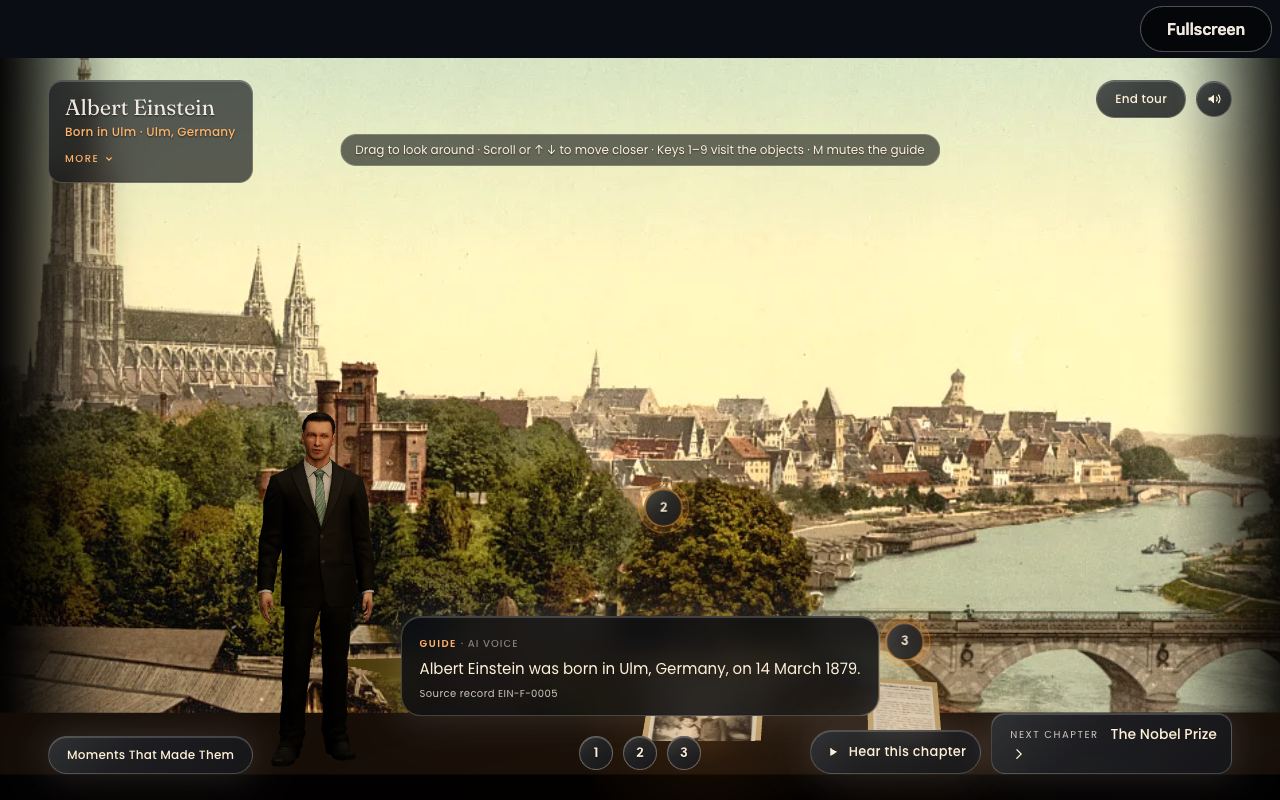 Fullscreen
Albert Einstein
Born in Ulm · Ulm, Germany
MORE
End tour
Drag to look around · Scroll or ↑ ↓ to move closer · Keys 1–9 visit the objects · M mutes the guide
2
3
GUIDE · AI VOICE
Albert Einstein was born in Ulm, Germany, on 14 March 1879.
Source record EIN-F-0005
Moments That Made Them
1
2
3
Hear this chapter
NEXT CHAPTER The Nobel Prize